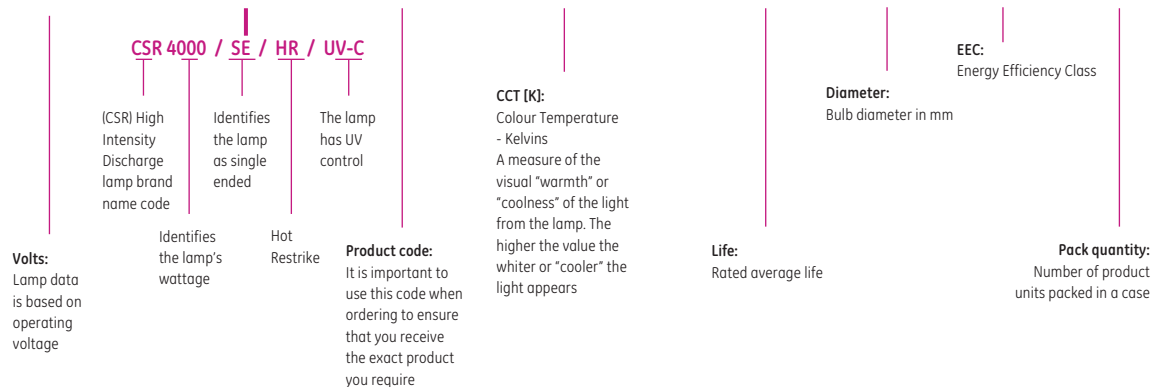 CSR 4000 / SE / HR / UV-C
(CSR) High
Intensity
Discharge
lamp brand
name code
Identifies
the lamp's
wattage
Identifies
the lamp
as single
ended
Hot
Restrike
The lamp
has UV
control
Volts:
Lamp data
is based on
operating
voltage
Product code:
It is important to
use this code when
ordering to ensure
that you receive
the exact product
you require
CCT [K]:
Colour Temperature
- Kelvins
A measure of the
visual "warmth" or
"coolness" of the light
from the lamp. The
higher the value the
whiter or "cooler" the
light appears
Life:
Rated average life
Diameter:
Bulb diameter in mm
EEC:
Energy Efficiency Class
Pack quantity:
Number of product
units packed in a case